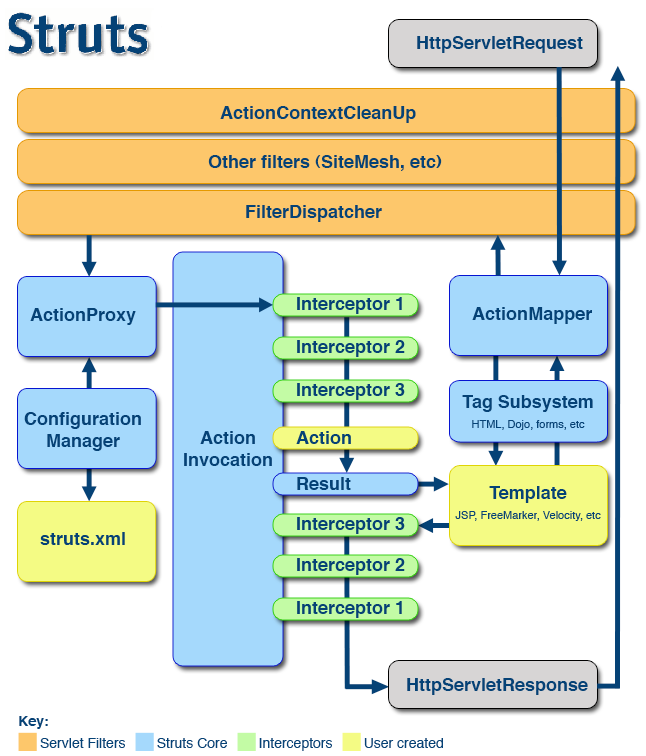 Struts
HttpServletRequest
ActionContextCleanUp
Other filters (SiteMesh, etc)
FilterDispatcher
ActionProxy
Interceptor 1
ActionMapper
Interceptor 2
Interceptor 3
Configuration
Manager
Tag Subsystem
HTML, Dojo, forms, etc
Action
Invocation
Action
Result
Template
JSP, FreeMarker, Velocity, etc
struts.xml
Interceptor 3
Interceptor 2
Interceptor 1
HttpServletResponse
Key:
Servlet Filters
Struts Core
Interceptors
User created